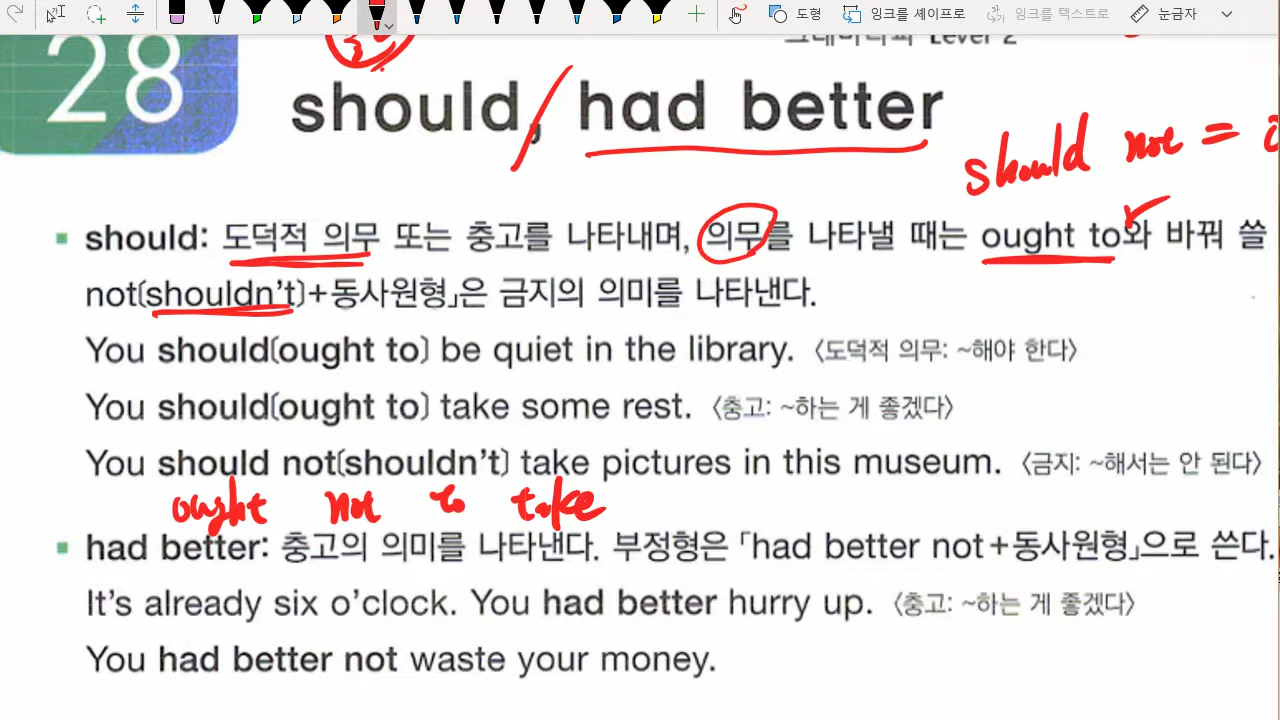 도형 잉크를 셰이프로 잉크를 텍스트로 눈금자
Level 2
28
should, had better
should not =
should: 도덕적 의무 또는 충고를 나타내며, 의무를 나타낼 때는 ought to와 바꿔 쓸
not(shouldn't)+동사원형」은 금지의 의미를 나타낸다.
You should(ought to) be quiet in the library. 〈도덕적 의무: ~해야 한다〉
You should(ought to) take some rest. 〈충고: ~하는 게 좋겠다〉
You should not(shouldn't) take pictures in this museum. 〈금지: ~해서는 안 된다〉
ought not to take
had better: 충고의 의미를 나타낸다. 부정형은 「had better not+동사원형」으로 쓴다.
It's already six o'clock. You had better hurry up. 〈충고: ~하는 게 좋겠다〉
You had better not waste your money.